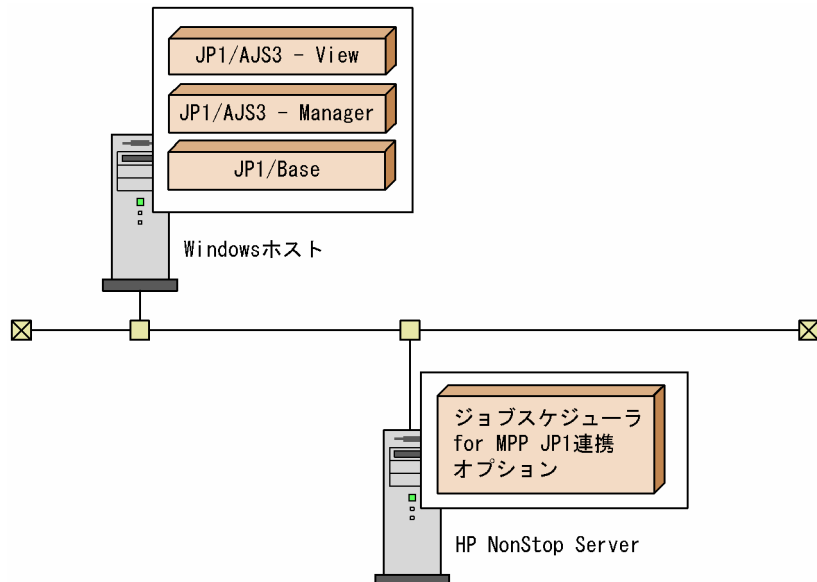 JP1/AJS3 - View
JP1/AJS3 - Manager
JP1/Base
Windowsホスト
ジョブスケジューラ
for MPP JP1連携
オプション
HP NonStop Server